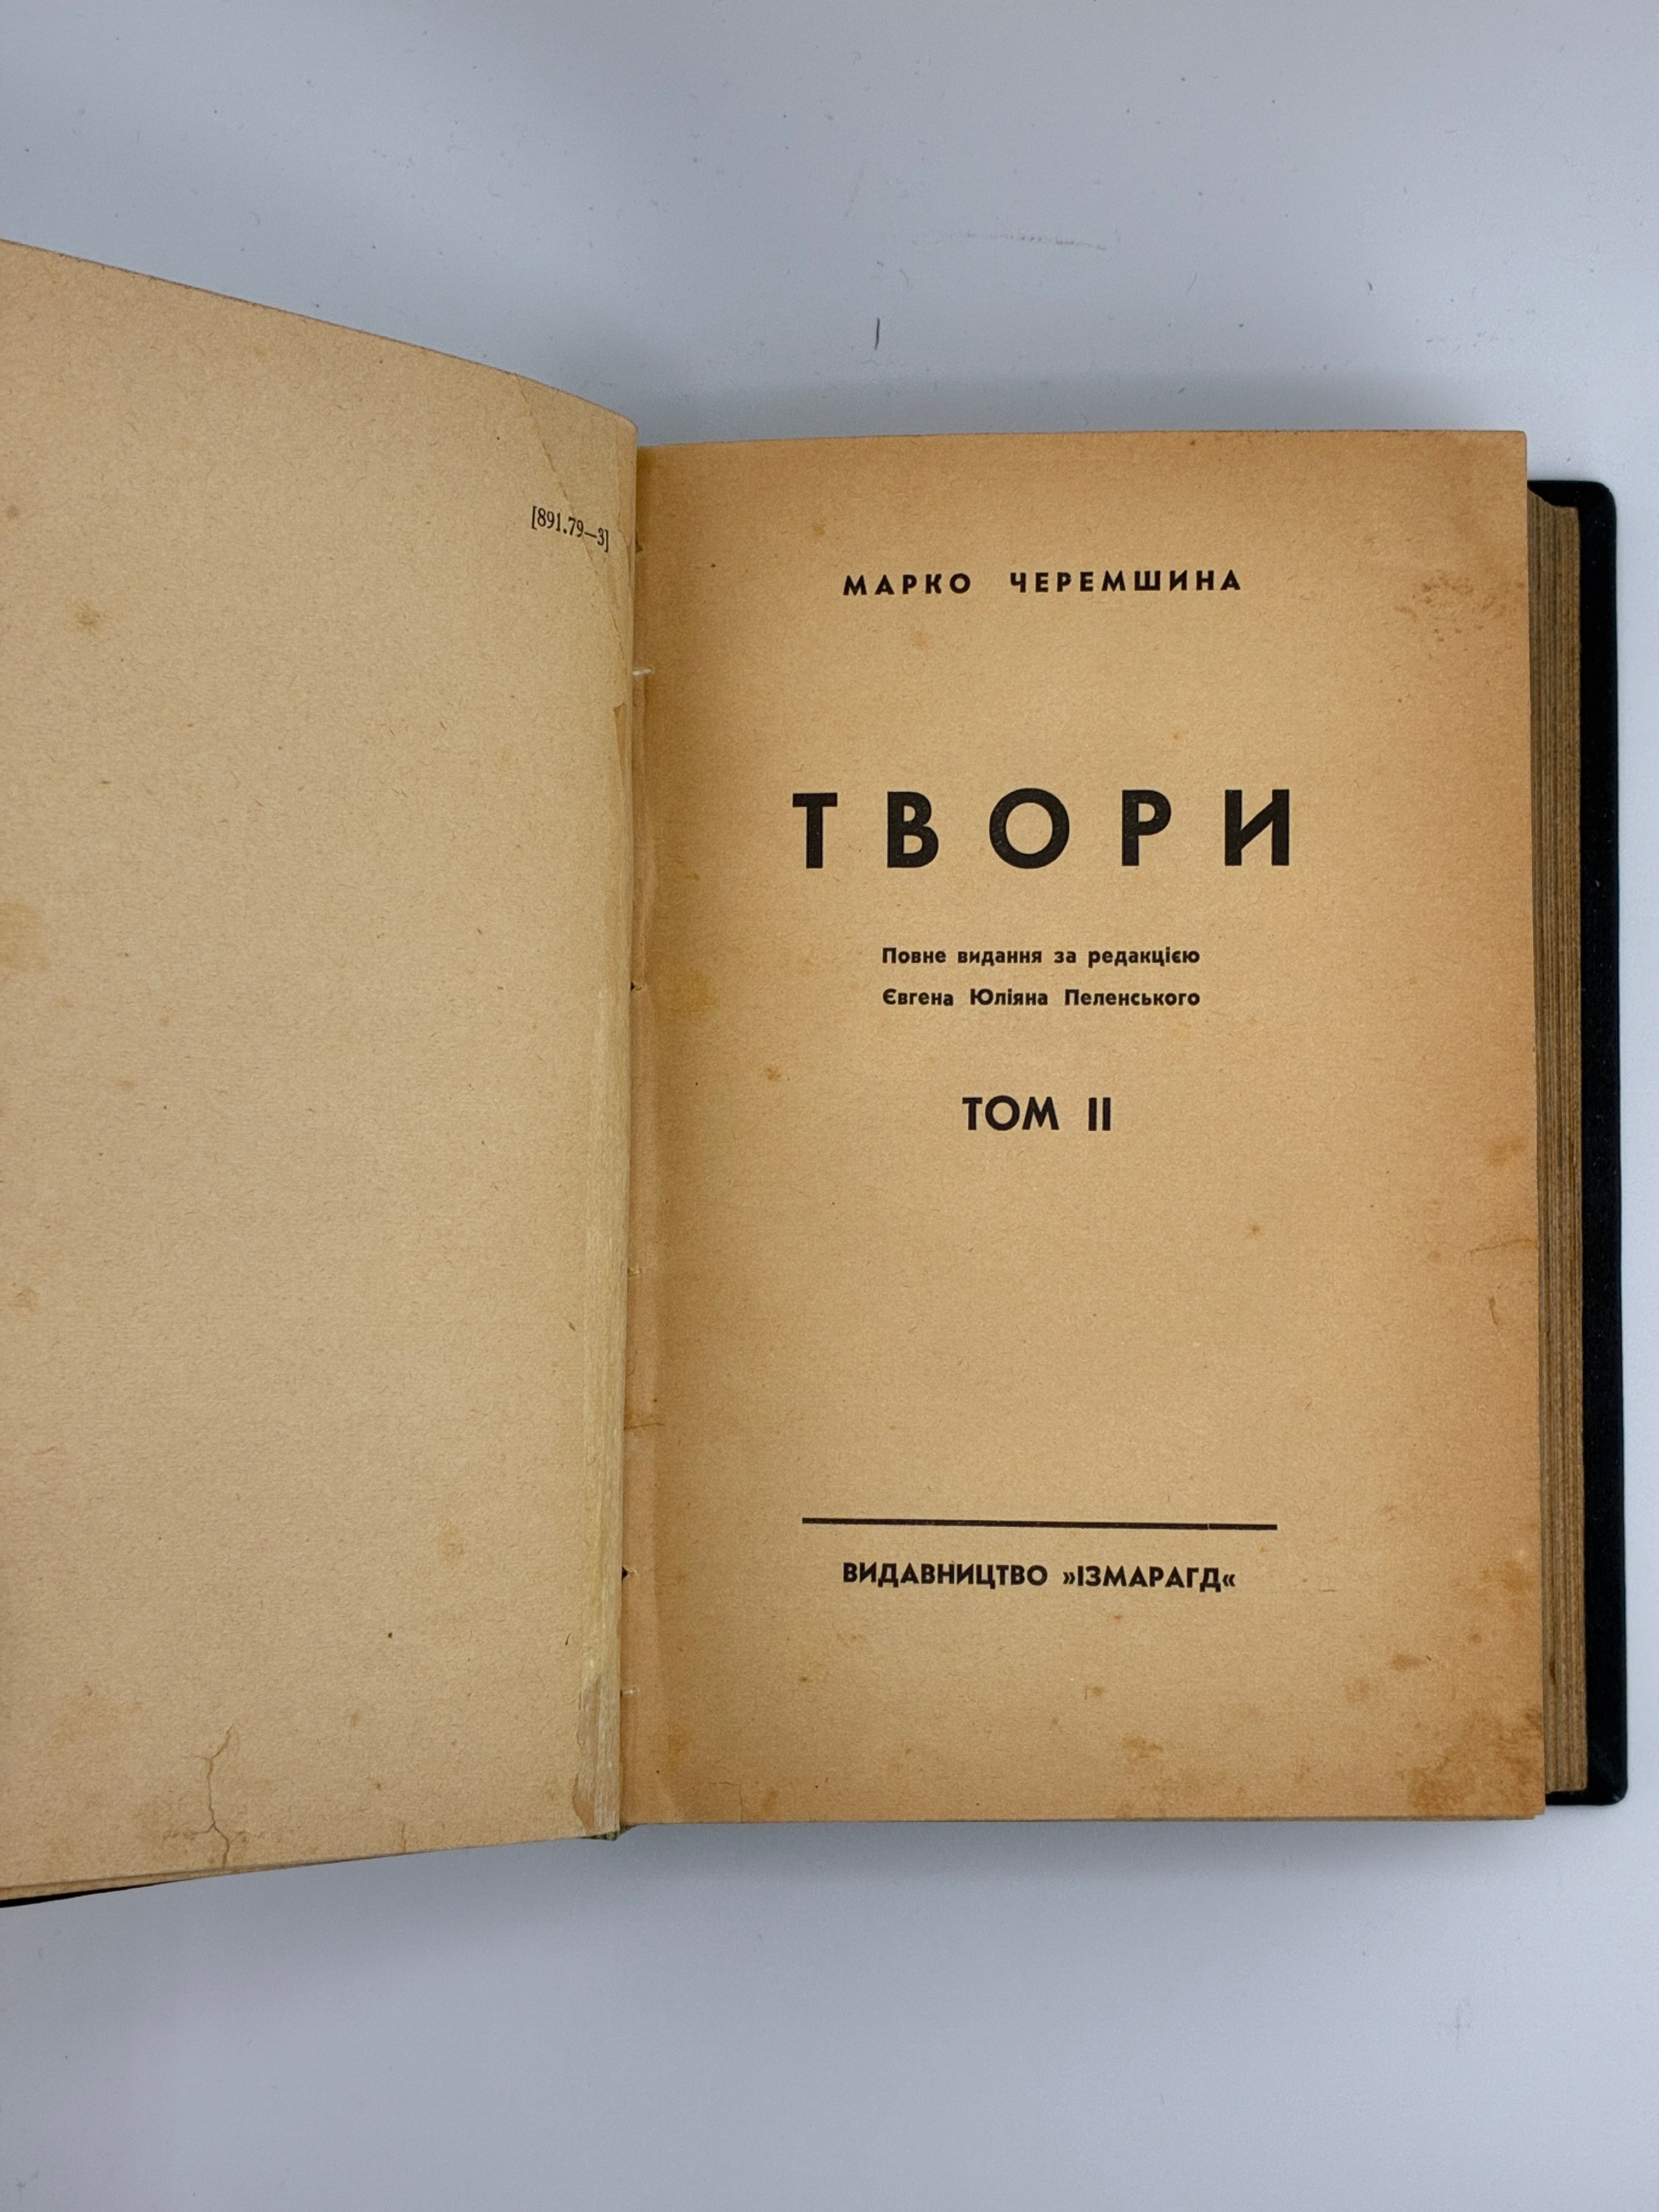 [891.79—3]
МАРКО ЧЕРЕМШИНА
ТВОРИ
Повне видання за редакцією
Євгена Юліяна Пеленського
ТОМ II
ВИДАВНИЦТВО »ІЗМАРАГД«